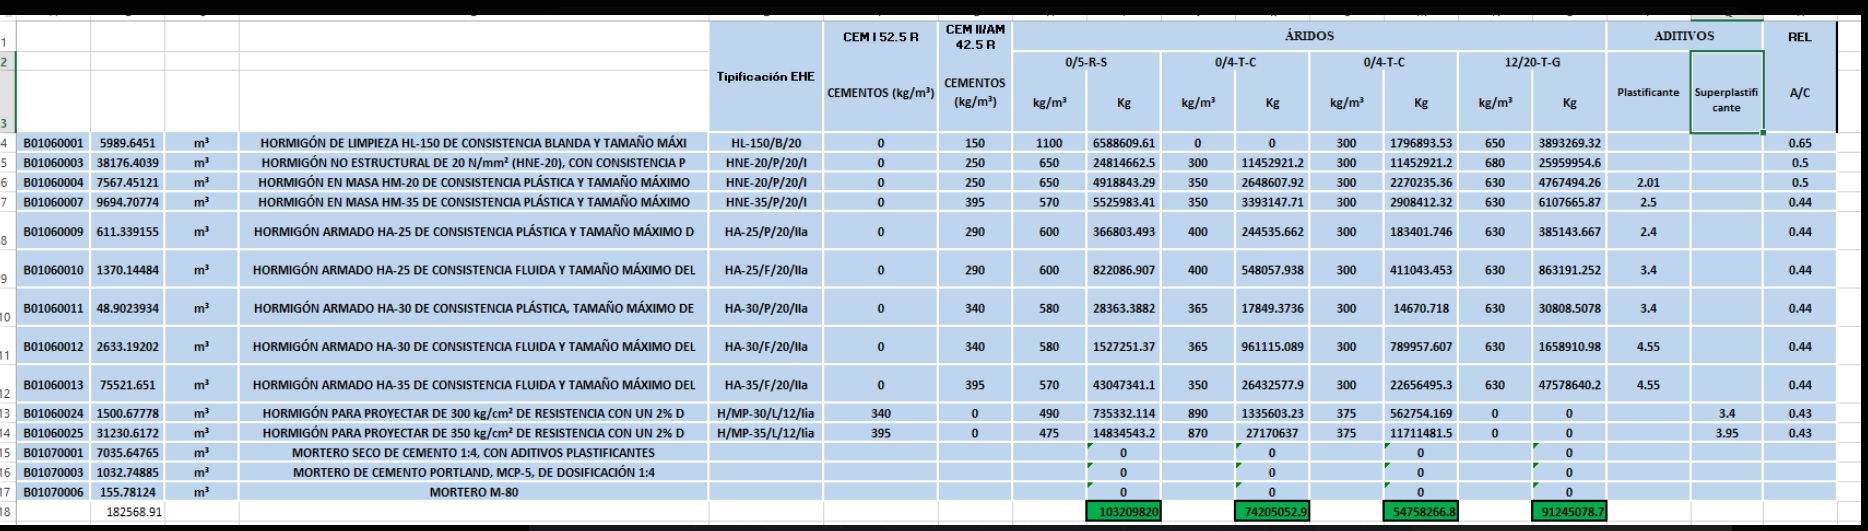 CEM I 52.5 R CEM II/AM 42.5 R ÁRIDOS ADITIVOS REL
Tipificación EHE CEMENTOS (kg/m³) CEMENTOS (kg/m³) 0/5-R-S 0/4-T-C 0/4-T-C 12/20-T-G Plastificante Superplastificante A/C
kg/m³ Kg kg/m³ Kg kg/m³ Kg kg/m³ Kg
4 B01060001 5989.6451 m³ HORMIGÓN DE LIMPIEZA HL-150 DE CONSISTENCIA BLANDA Y TAMAÑO MÁXI HL-150/B/20 0 150 1100 6588609.61 0 0 300 1796893.53 650 3893269.32 0.65
5 B01060003 38176.4039 m³ HORMIGÓN NO ESTRUCTURAL DE 20 N/mm² (HNE-20), CON CONSISTENCIA P HNE-20/P/20/I 0 250 650 24814662.5 300 11452921.2 300 11452921.2 680 25959954.6 0.5
6 B01060004 7567.45121 m³ HORMIGÓN EN MASA HM-20 DE CONSISTENCIA PLÁSTICA Y TAMAÑO MÁXIMO HNE-20/P/20/I 0 250 650 4918843.29 350 2648607.92 300 2270235.36 630 4767494.26 2.01 0.5
7 B01060007 9694.70774 m³ HORMIGÓN EN MASA HM-35 DE CONSISTENCIA PLÁSTICA Y TAMAÑO MÁXIMO HNE-35/P/20/I 0 395 570 5525983.41 350 3393147.71 300 2908412.32 630 6107665.87 2.5 0.44
8 B01060009 611.339155 m³ HORMIGÓN ARMADO HA-25 DE CONSISTENCIA PLÁSTICA Y TAMAÑO MÁXIMO D HA-25/P/20/IIa 0 290 600 366803.493 400 244535.662 300 183401.746 630 385143.667 2.4 0.44
9 B01060010 1370.14484 m³ HORMIGÓN ARMADO HA-25 DE CONSISTENCIA FLUIDA Y TAMAÑO MÁXIMO DEL HA-25/F/20/IIa 0 290 600 822086.907 400 548057.938 300 411043.453 630 863191.252 3.4 0.44
10 B01060011 48.9023934 m³ HORMIGÓN ARMADO HA-30 DE CONSISTENCIA PLÁSTICA, TAMAÑO MÁXIMO DE HA-30/P/20/IIa 0 340 580 28363.3882 365 17849.3736 300 14670.718 630 30808.5078 3.4 0.44
11 B01060012 2633.19202 m³ HORMIGÓN ARMADO HA-30 DE CONSISTENCIA FLUIDA Y TAMAÑO MÁXIMO DEL HA-30/F/20/IIa 0 340 580 1527251.37 365 961115.089 300 789957.607 630 1658910.98 4.55 0.44
12 B01060013 75521.651 m³ HORMIGÓN ARMADO HA-35 DE CONSISTENCIA FLUIDA Y TAMAÑO MÁXIMO DEL HA-35/F/20/IIa 0 395 570 43047341.1 350 26432577.9 300 22656495.3 630 47578640.2 4.55 0.44
13 B01060024 1500.67778 m³ HORMIGÓN PARA PROYECTAR DE 300 kg/cm² DE RESISTENCIA CON UN 2% D H/MP-30/L/12/Iia 340 0 490 735332.114 890 1335603.23 375 562754.169 0 0 3.4 0.43
14 B01060025 31230.6172 m³ HORMIGÓN PARA PROYECTAR DE 350 kg/cm² DE RESISTENCIA CON UN 2% D H/MP-35/L/12/Iia 395 0 475 14834543.2 870 27170637 375 11711481.5 0 0 3.95 0.43
15 B01070001 7035.64765 m³ MORTERO SECO DE CEMENTO 1:4, CON ADITIVOS PLASTIFICANTES 0 0 0 0
16 B01070003 1032.74885 m³ MORTERO DE CEMENTO PORTLAND, MCP-5, DE DOSIFICACIÓN 1:4 0 0 0 0
17 B01070006 155.78124 m³ MORTERO M-80 0 0 0 0
18 182568.91 103209820 74205052.9 54758266.8 91245078.7